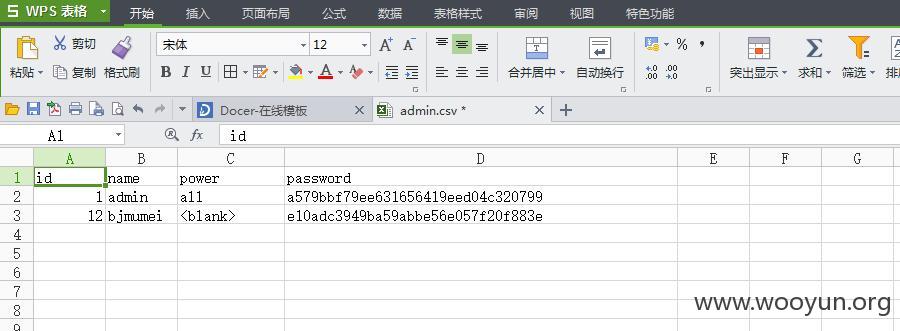 S WPS 表格 开始 插入 页面布局 公式 数据 表格样式 审阅 视图 特色功能
粘贴 剪切 复制 格式刷 宋体 12 A+ A- B I U A 合并居中 自动换行 % , .00 突出显示 求和 筛选
Docer-在线模板 admin.csv *
A1 fx id
A B C D E F G
1 id name power password
2 1 admin all a579bbf79ee631656419eed04c320799
3 12 bjmumei <blank> e10adc3949ba59abbe56e057f20f883e
4
5
6
7
8
9
www.wooyun.org